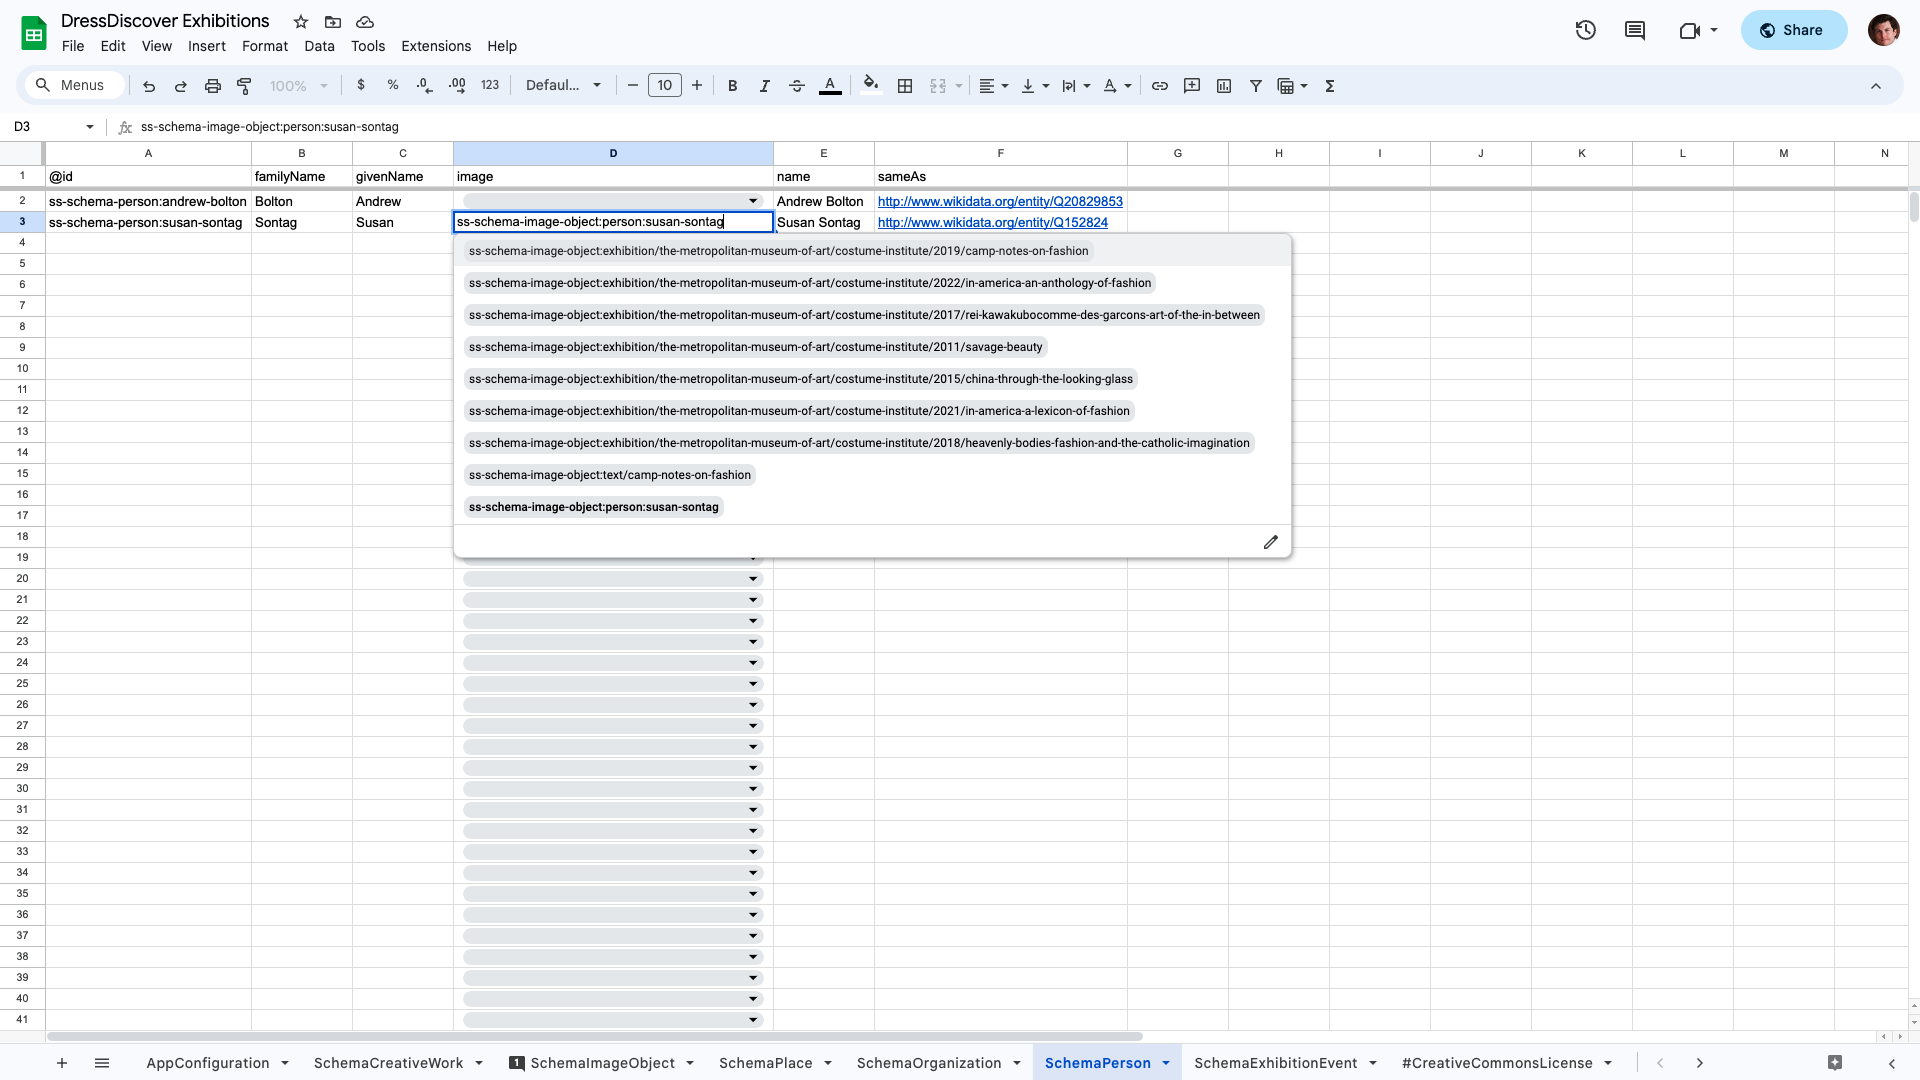 DressDiscover Exhibitions
File Edit View Insert Format Data Tools Extensions Help
Share
Menus 100% $ % .0 .00 123 Defaul... 10 B I A Σ
D3 fx ss-schema-image-object:person:susan-sontag
A B C D E F G H I J K L M N
1 @id familyName givenName image name sameAs
2 ss-schema-person:andrew-bolton Bolton Andrew Andrew Bolton http://www.wikidata.org/entity/Q20829853
3 ss-schema-person:susan-sontag Sontag Susan ss-schema-image-object:person:susan-sontag Susan Sontag http://www.wikidata.org/entity/Q152824
4
ss-schema-image-object:exhibition/the-metropolitan-museum-of-art/costume-institute/2019/camp-notes-on-fashion
5
6 ss-schema-image-object:exhibition/the-metropolitan-museum-of-art/costume-institute/2022/in-america-an-anthology-of-fashion
7
ss-schema-image-object:exhibition/the-metropolitan-museum-of-art/costume-institute/2017/rei-kawakubocomme-des-garcons-art-of-the-in-between
8
9 ss-schema-image-object:exhibition/the-metropolitan-museum-of-art/costume-institute/2011/savage-beauty
10
11 ss-schema-image-object:exhibition/the-metropolitan-museum-of-art/costume-institute/2015/china-through-the-looking-glass
12 ss-schema-image-object:exhibition/the-metropolitan-museum-of-art/costume-institute/2021/in-america-a-lexicon-of-fashion
13
14 ss-schema-image-object:exhibition/the-metropolitan-museum-of-art/costume-institute/2018/heavenly-bodies-fashion-and-the-catholic-imagination
15 ss-schema-image-object:text/camp-notes-on-fashion
16
17 ss-schema-image-object:person:susan-sontag
18
19
20
21
22
23
24
25
26
27
28
29
30
31
32
33
34
35
36
37
38
39
40
41
AppConfiguration SchemaCreativeWork 1 SchemaImageObject SchemaPlace SchemaOrganization SchemaPerson SchemaExhibitionEvent #CreativeCommonsLicense